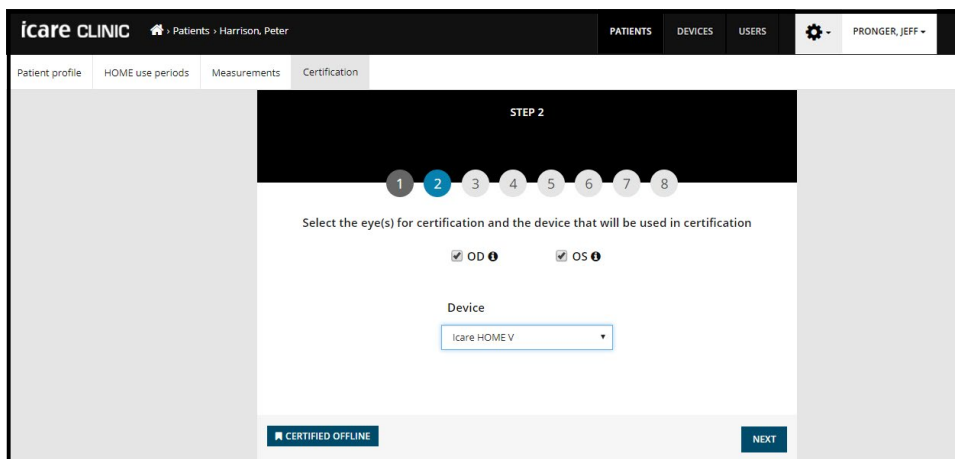 icare CLINIC › Patients › Harrison, Peter PATIENTS DEVICES USERS PRONGER, JEFF
Patient profile HOME use periods Measurements Certification
STEP 2
1 2 3 4 5 6 7 8
Select the eye(s) for certification and the device that will be used in certification
OD OS
Device
Icare HOME V
CERTIFIED OFFLINE NEXT